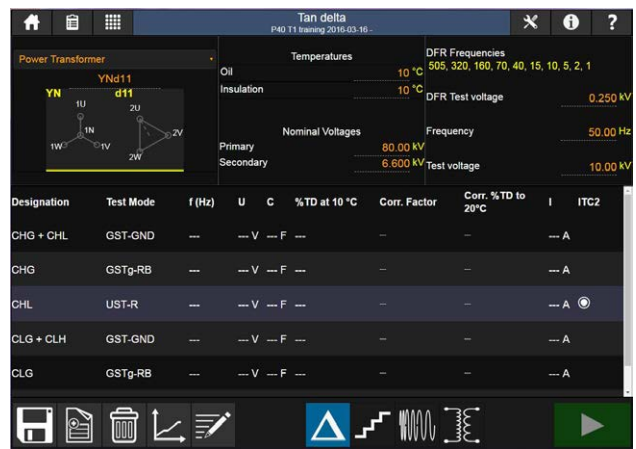 Tan delta
P40 T1 training 2016-03-16 -
?
Power Transformer
YNd11
YN d11
1U 2U
1N 2V
1W 1V
2W
Temperatures
Oil 10 °C
Insulation 10 °C
Nominal Voltages
Primary 80.00 kV
Secondary 6.600 kV
DFR Frequencies
505, 320, 160, 70, 40, 15, 10, 5, 2, 1
DFR Test voltage 0.250 kV
Frequency 50.00 Hz
Test voltage 10.00 kV
Designation Test Mode f (Hz) U C %TD at 10 °C Corr. Factor Corr. %TD to 20°C I ITC2
CHG + CHL GST-GND --- --- V --- F --- -- -- --- A
CHG GSTg-RB --- --- V --- F --- -- -- --- A
CHL UST-R --- --- V --- F --- -- -- --- A
CLG + CLH GST-GND --- --- V --- F --- -- -- --- A
CLG GSTg-RB --- --- V --- F --- -- -- --- A